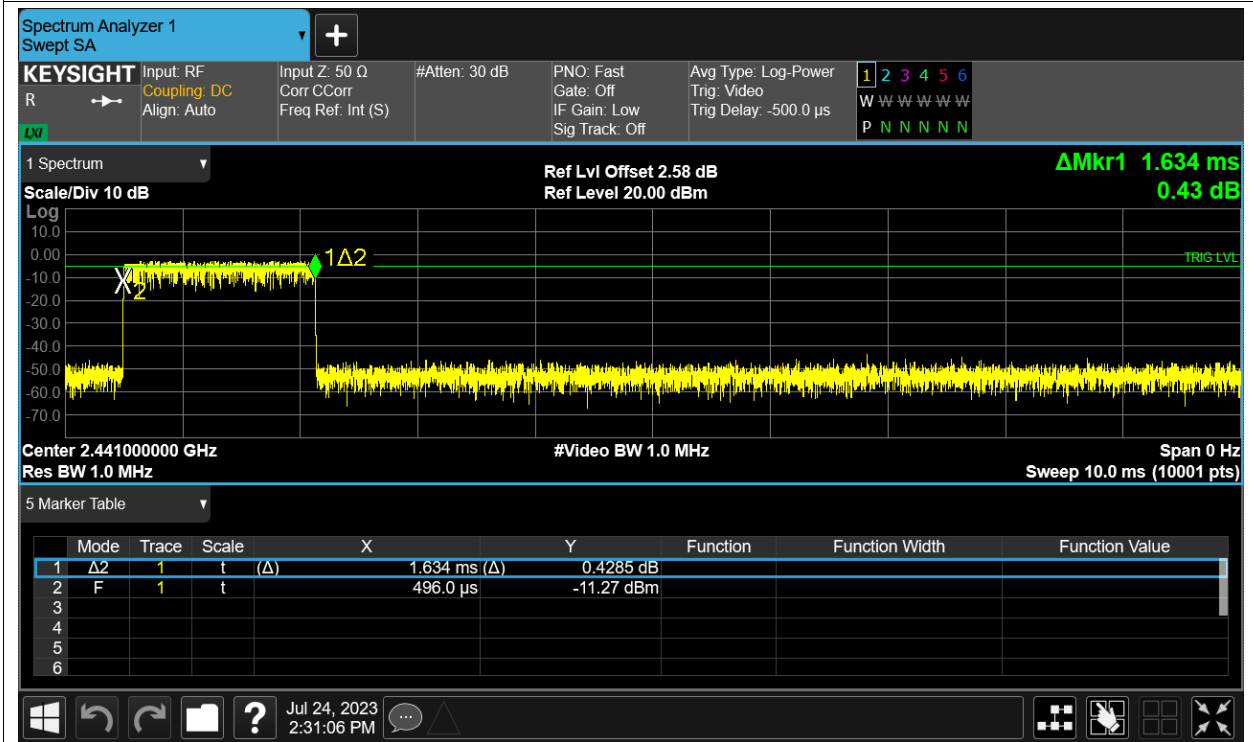 Spectrum Analyzer 1
Swept SA
+
KEYSIGHT Input: RF Input Z: 50 Ω #Atten: 30 dB PNO: Fast Avg Type: Log-Power 1 2 3 4 5 6
R Coupling: DC Corr CCorr Gate: Off Trig: Video W W W W W W
Align: Auto Freq Ref: Int (S) IF Gain: Low Trig Delay: -500.0 µs
LXI Sig Track: Off P N N N N N
1 Spectrum Ref Lvl Offset 2.58 dB ΔMkr1 1.634 ms
Scale/Div 10 dB Ref Level 20.00 dBm 0.43 dB
Log
10.0
0.00 1Δ2 TRIG LVL
-10.0 X2
-20.0
-30.0
-40.0
-50.0
-60.0
-70.0
Center 2.441000000 GHz #Video BW 1.0 MHz Span 0 Hz
Res BW 1.0 MHz Sweep 10.0 ms (10001 pts)
5 Marker Table
Mode Trace Scale X Y Function Function Width Function Value
1 Δ2 1 t (Δ) 1.634 ms (Δ) 0.4285 dB
2 F 1 t 496.0 µs -11.27 dBm
3
4
5
6
? Jul 24, 2023
2:31:06 PM